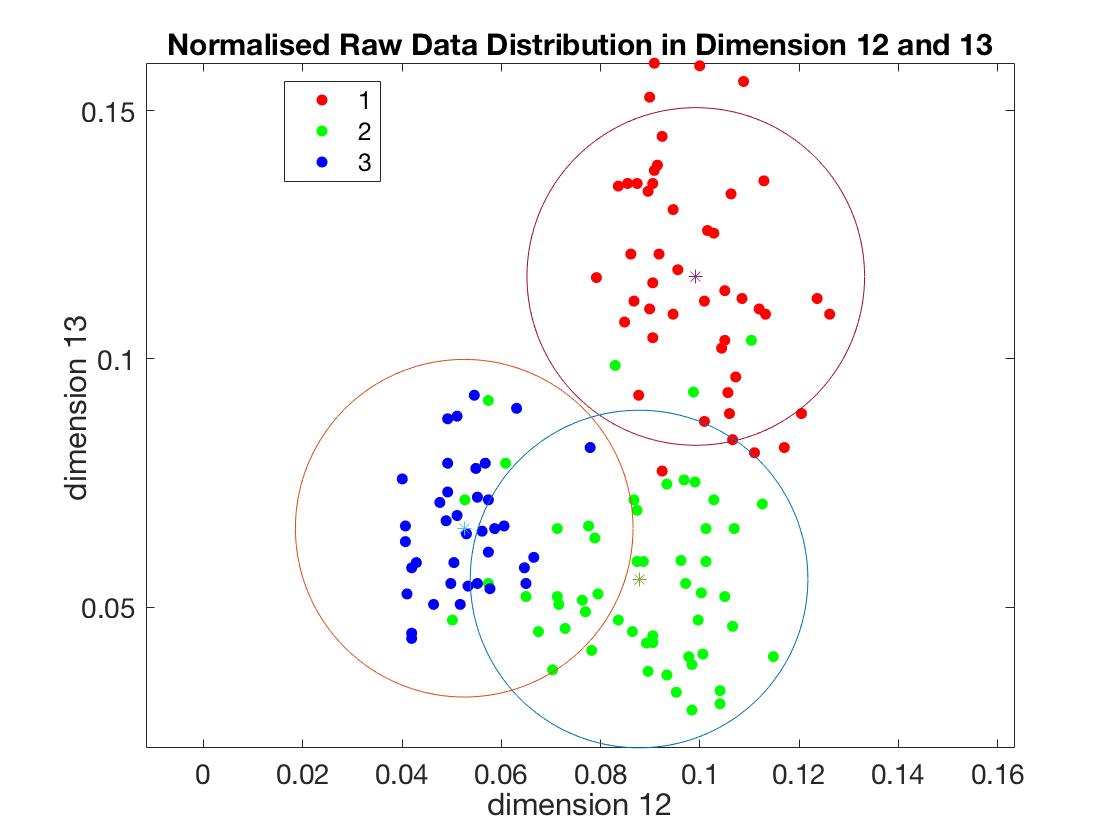 Normalised Raw Data Distribution in Dimension 12 and 13
1
2
3
0.15
0.1
0.05
dimension 13
0 0.02 0.04 0.06 0.08 0.1 0.12 0.14 0.16
dimension 12